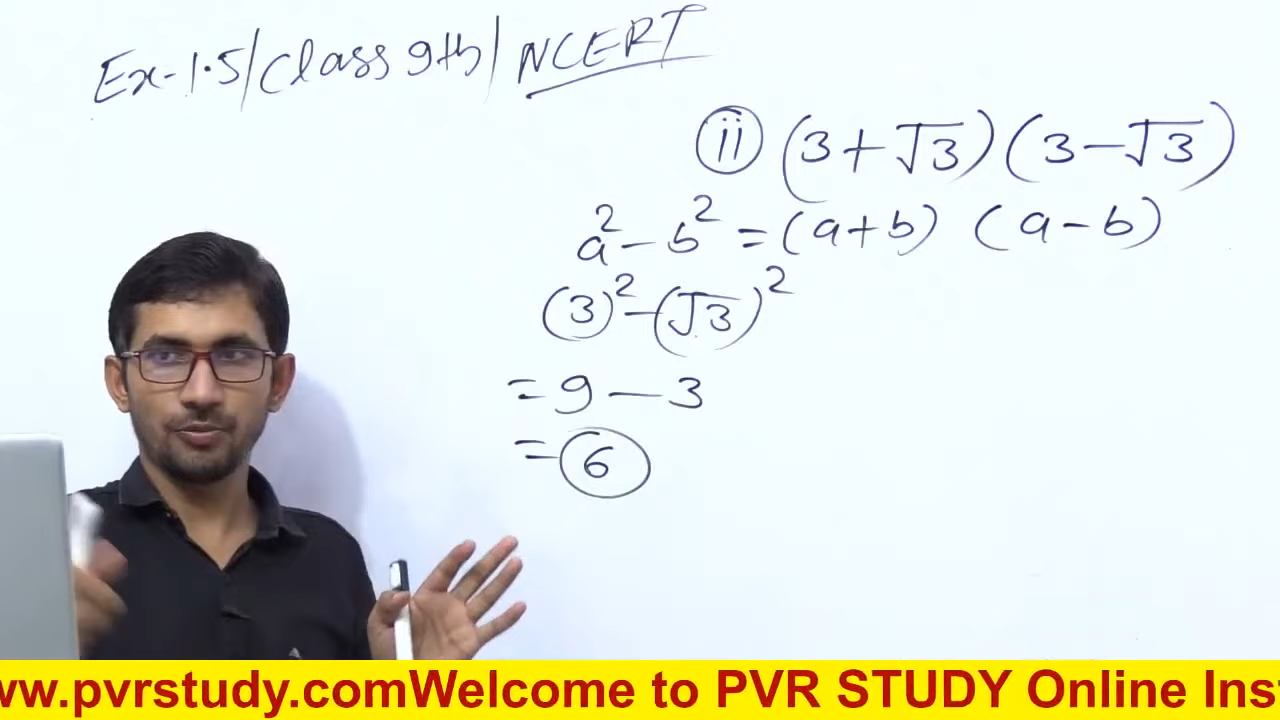 Ex-1.5/Class 9th/NCERT
ii (3+√3)(3-√3)
a²-b²=(a+b) (a-b)
(3)²-(√3)²
=9-3
=6
ww.pvrstudy.comWelcome to PVR STUDY Online Inst